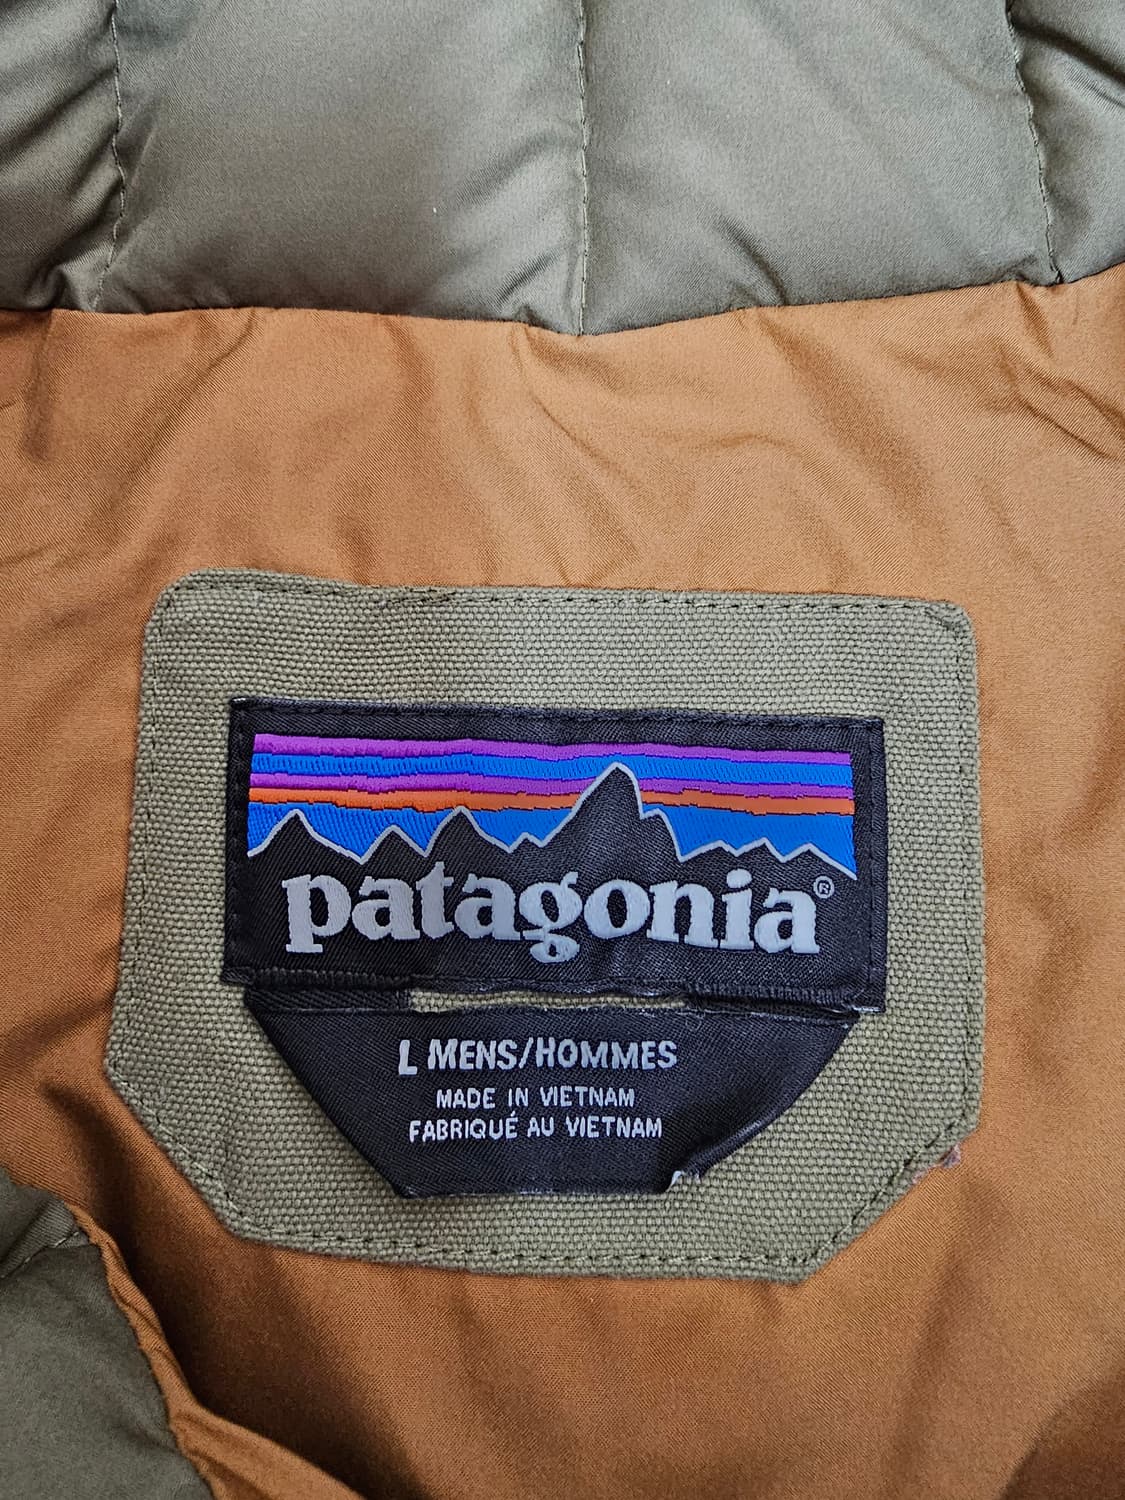 patagonia®
L MENS/HOMMES
MADE IN VIETNAM
FABRIQUÉ AU VIETNAM